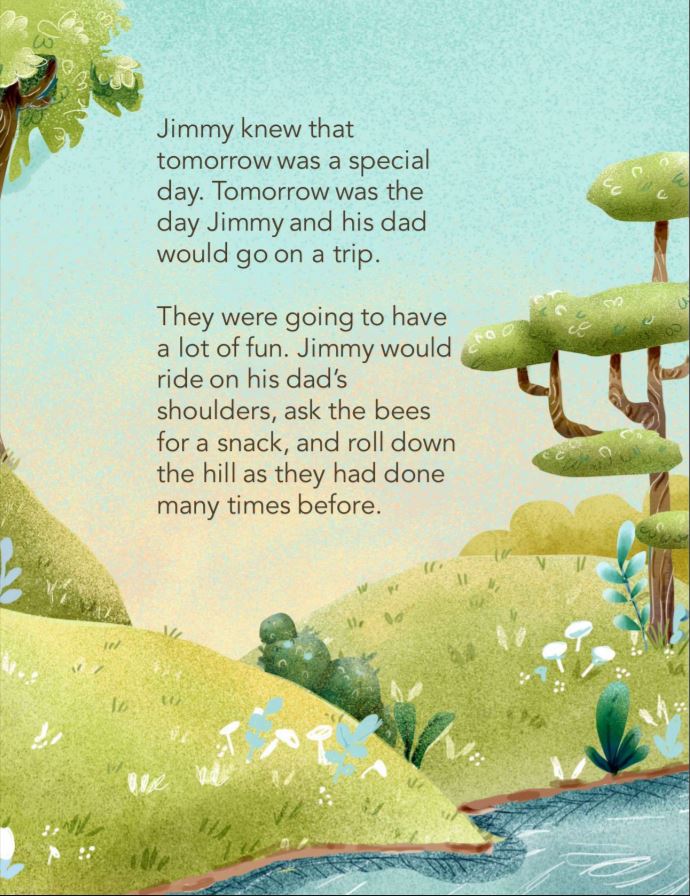 Jimmy knew that
tomorrow was a special
day. Tomorrow was the
day Jimmy and his dad
would go on a trip.
They were going to have
a lot of fun. Jimmy would
ride on his dad’s
shoulders, ask the bees
for a snack, and roll down
the hill as they had done
many times before.